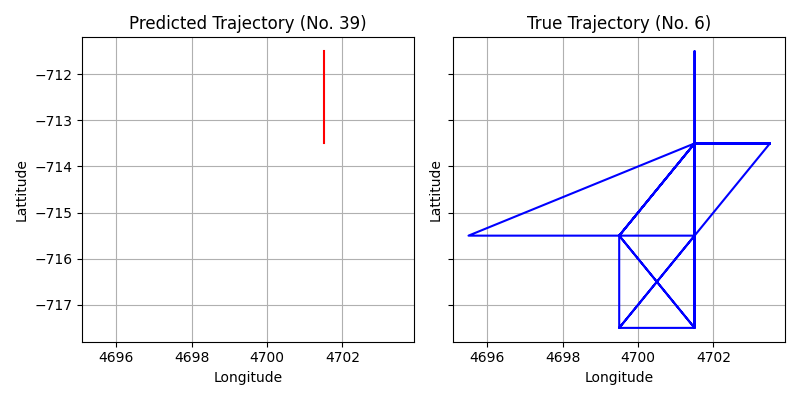 Predicted Trajectory (No. 39)
True Trajectory (No. 6)
−712
−713
−714
−715
−716
−717
Lattitude
Lattitude
4696
4698
4700
4702
4696
4698
4700
4702
Longitude
Longitude